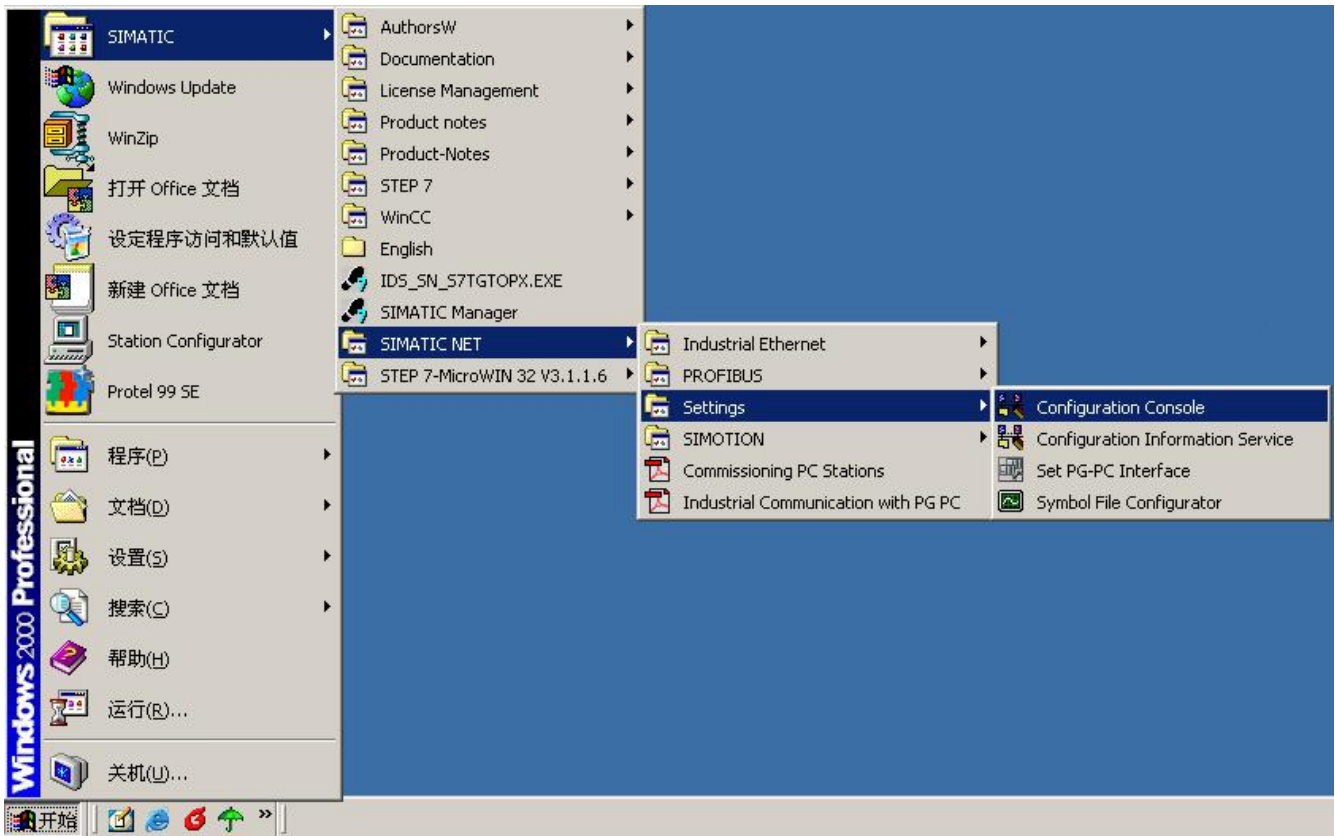 SIMATIC
Windows Update
WinZip
打开 Office 文档
设定程序访问和默认值
新建 Office 文档
Station Configurator
Protel 99 SE
程序(P)
文档(D)
设置(S)
搜索(C)
帮助(H)
运行(R)...
关机(U)...
Windows 2000 Professional
开始
»
AuthorsW
Documentation
License Management
Product notes
Product-Notes
STEP 7
WinCC
English
IDS_SN_S7TGTOPX.EXE
SIMATIC Manager
SIMATIC NET
STEP 7-MicroWIN 32 V3.1.1.6
Industrial Ethernet
PROFIBUS
Settings
SIMOTION
Commissioning PC Stations
Industrial Communication with PG PC
Configuration Console
Configuration Information Service
Set PG-PC Interface
Symbol File Configurator